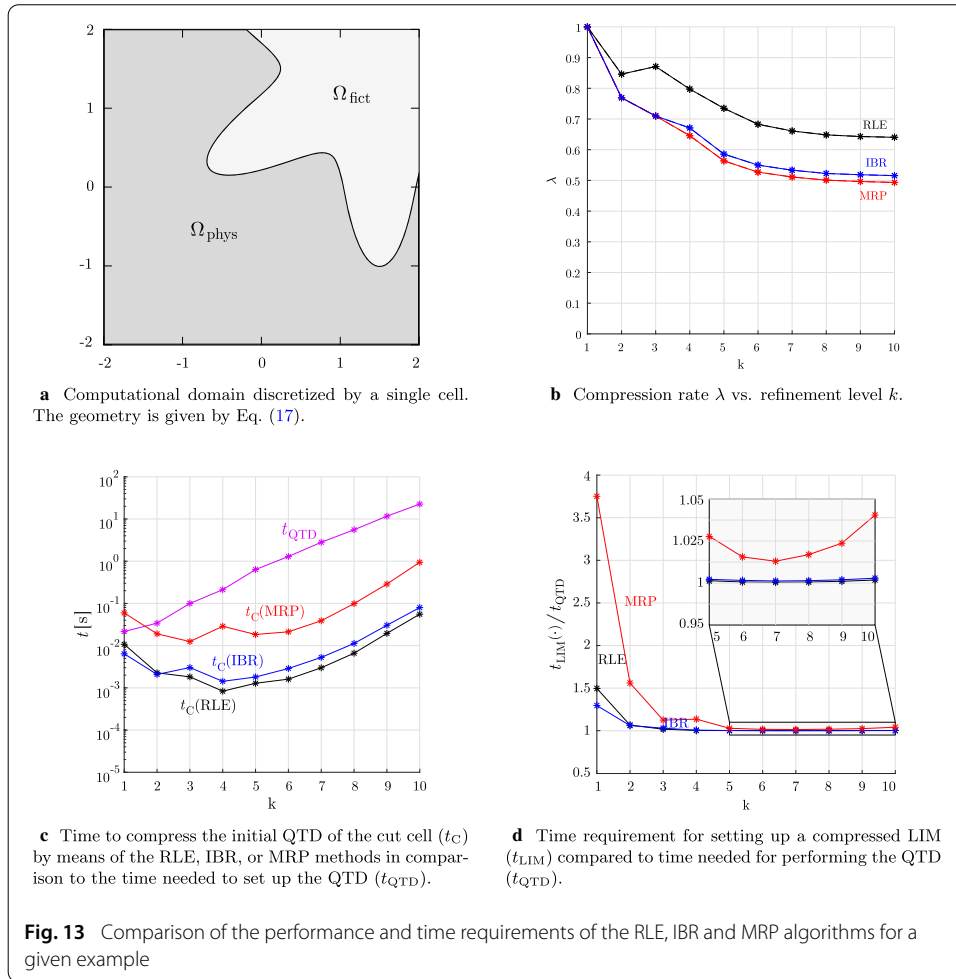 2
1
0
-1
-2
-2
-1
0
1
2
Ω fict
Ω phys
a Computational domain discretized by a single cell.
The geometry is given by Eq. (17).
1
0.9
0.8
0.7
0.6
0.5
0.4
0.3
0.2
0.1
0
λ
1 2 3 4 5 6 7 8 9 10
k
RLE
IBR
MRP
b Compression rate λ vs. refinement level k.
10^2
10^1
10^0
10^-1
10^-2
10^-3
10^-4
10^-5
t [s]
1 2 3 4 5 6 7 8 9 10
k
t_QTD
t_C(MRP)
t_C(IBR)
t_C(RLE)
c Time to compress the initial QTD of the cut cell (t_C)
by means of the RLE, IBR, or MRP methods in compar-
ison to the time needed to set up the QTD (t_QTD).
4
3.5
3
2.5
2
1.5
1
0.5
t_LIM(·)/t_QTD
1 2 3 4 5 6 7 8 9 10
k
MRP
RLE
IBR
1.05
1.025
1
0.95
5 6 7 8 9 10
d Time requirement for setting up a compressed LIM
(t_LIM) compared to time needed for performing the QTD
(t_QTD).
Fig. 13 Comparison of the performance and time requirements of the RLE, IBR and MRP algorithms for a
given example